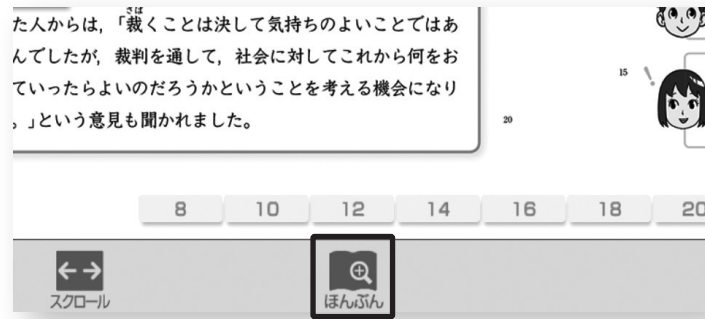 た人からは，「裁くことは決して気持ちのよいことではあ
さば
んでしたが，裁判を通して，社会に対してこれから何をお
ていったらよいのだろうかということを考える機会になり
。」という意見も聞かれました。
15
20
8 10 12 14 16 18 20
スクロール
ほんぶん